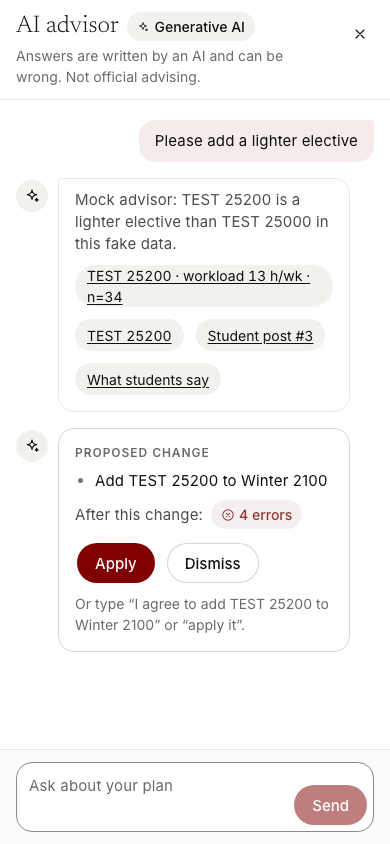 AI advisor
Generative AI
Answers are written by an AI and can be
wrong. Not official advising.
Please add a lighter elective
Mock advisor: TEST 25200 is a
lighter elective than TEST 25000 in
this fake data.
TEST 25200 · workload 13 h/wk ·
n=34
TEST 25200
Student post #3
What students say
PROPOSED CHANGE
• Add TEST 25200 to Winter 2100
After this change:
4 errors
Apply
Dismiss
Or type “I agree to add TEST 25200 to
Winter 2100” or “apply it”.
Ask about your plan
Send